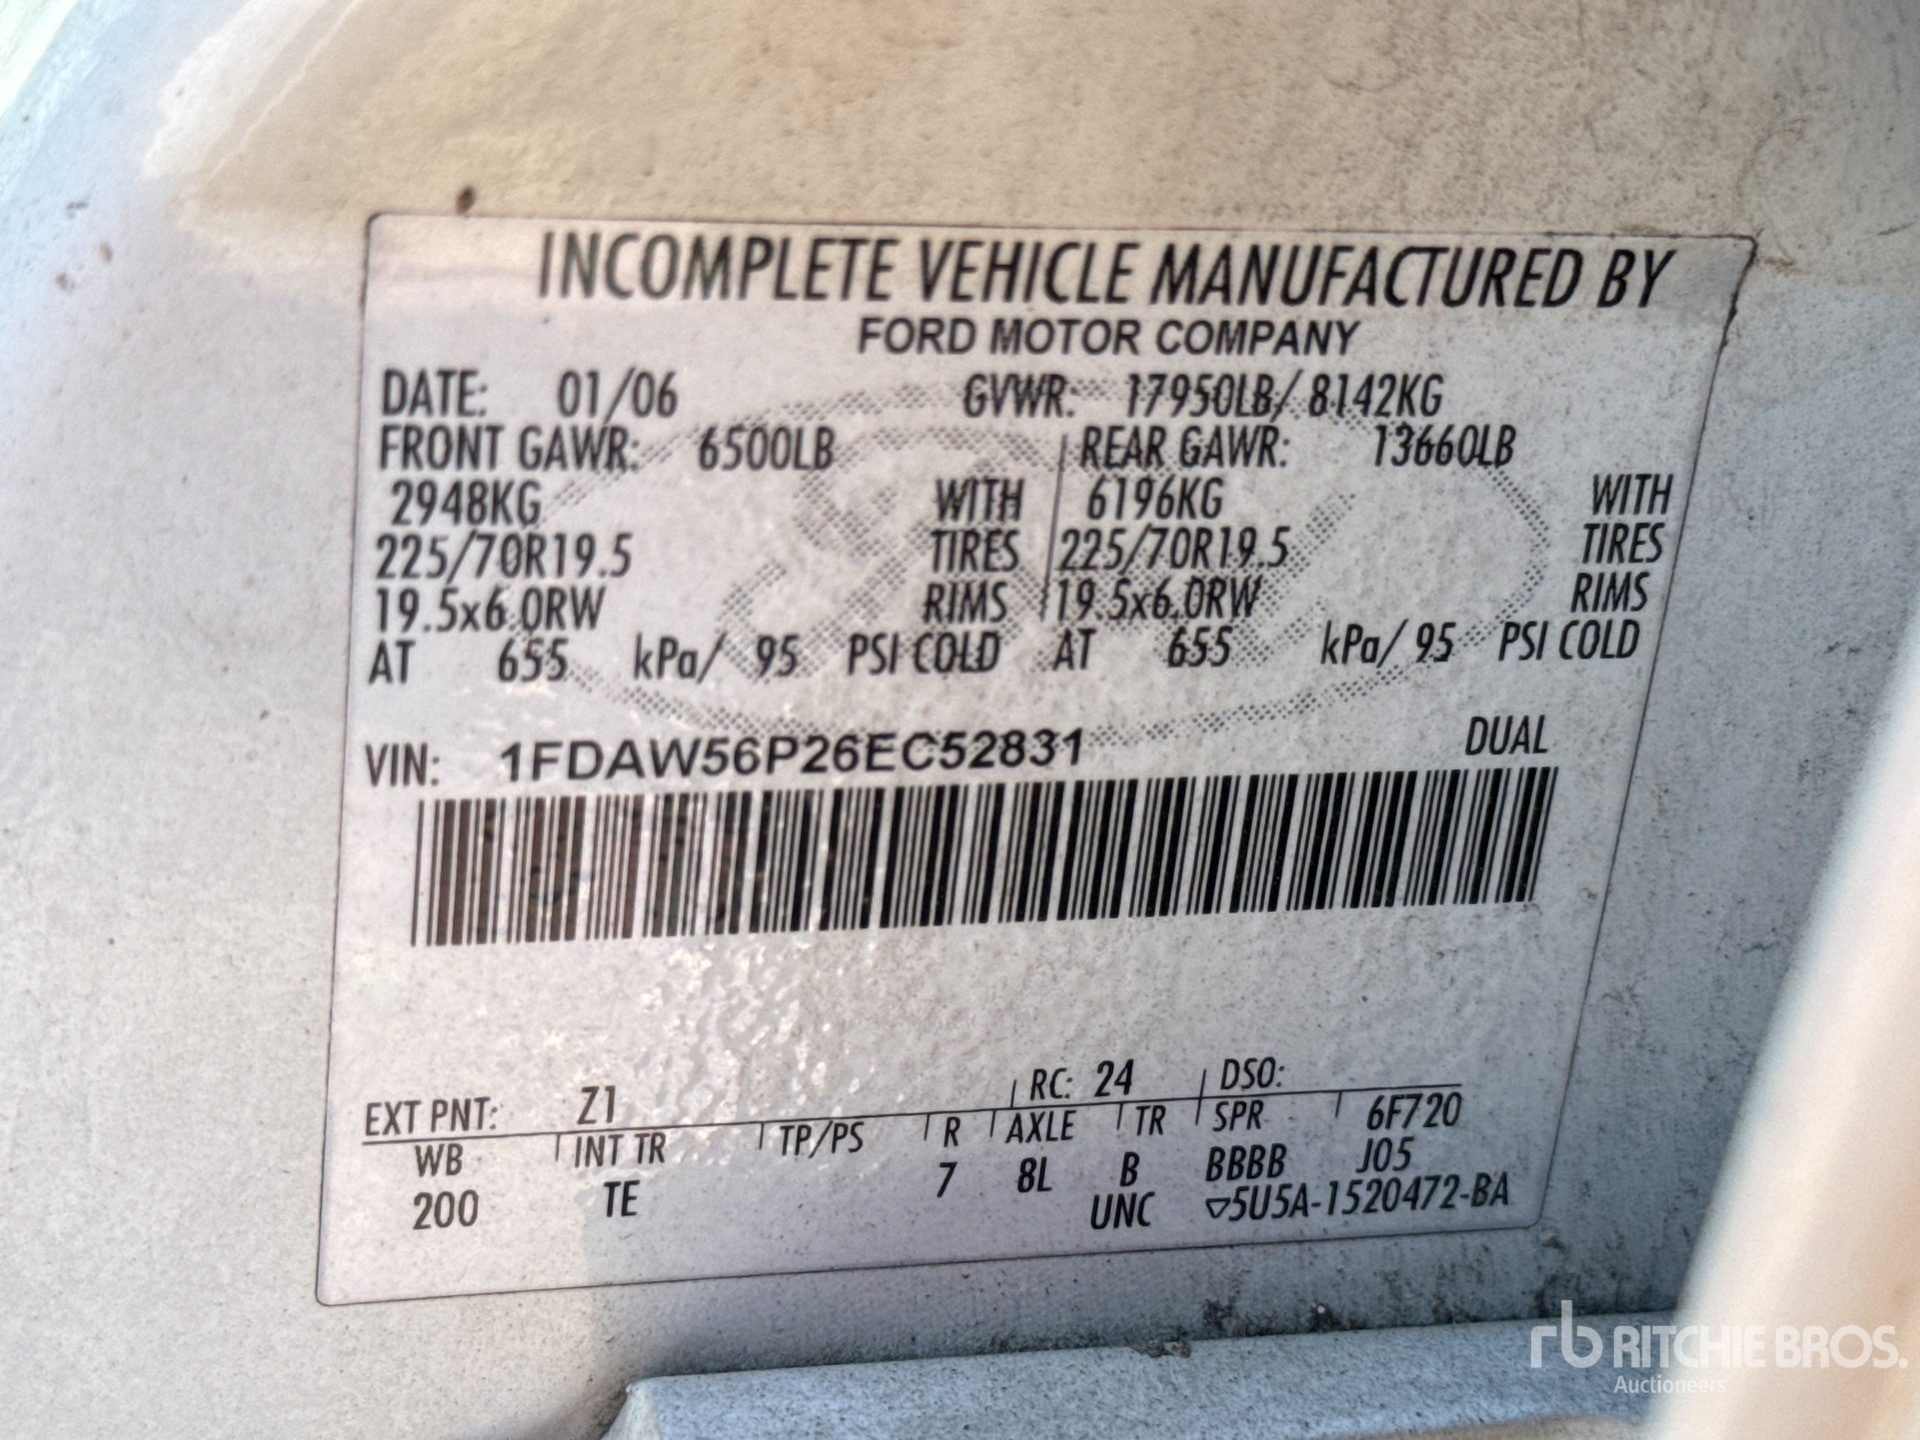 INCOMPLETE VEHICLE MANUFACTURED BY
FORD MOTOR COMPANY
DATE: 01/06 GVWR: 17950LB/ 8142KG
FRONT GAWR: 6500LB REAR GAWR: 13660LB
2948KG WITH 6196KG WITH
225/70R19.5 TIRES 225/70R19.5 TIRES
19.5x6.0RW RIMS 19.5x6.0RW RIMS
AT 655 kPa/ 95 PSI COLD AT 655 kPa/ 95 PSI COLD
VIN: 1FDAW56P26EC52831 DUAL
EXT PNT: Z1 RC: 24 DSO:
WB INT TR TP/PS R AXLE TR SPR 6F720
200 TE 7 8L B BBBB J05
UNC ▽5U5A-1520472-BA
rb RITCHIE BROS.
Auctioneers